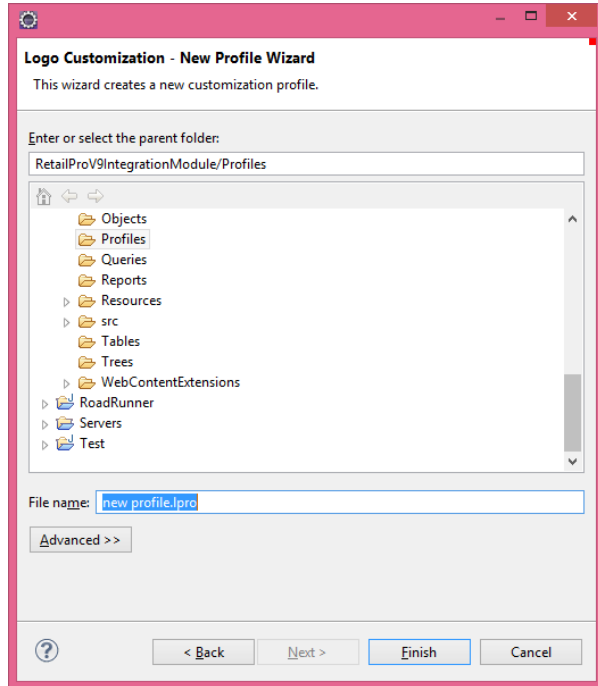 Logo Customization - New Profile Wizard
This wizard creates a new customization profile.
Enter or select the parent folder:
RetailProV9IntegrationModule/Profiles
Objects
Profiles
Queries
Reports
Resources
src
Tables
Trees
WebContentExtensions
RoadRunner
Servers
Test
File name: new profile.lpro
Advanced >>
? < Back Next > Finish Cancel